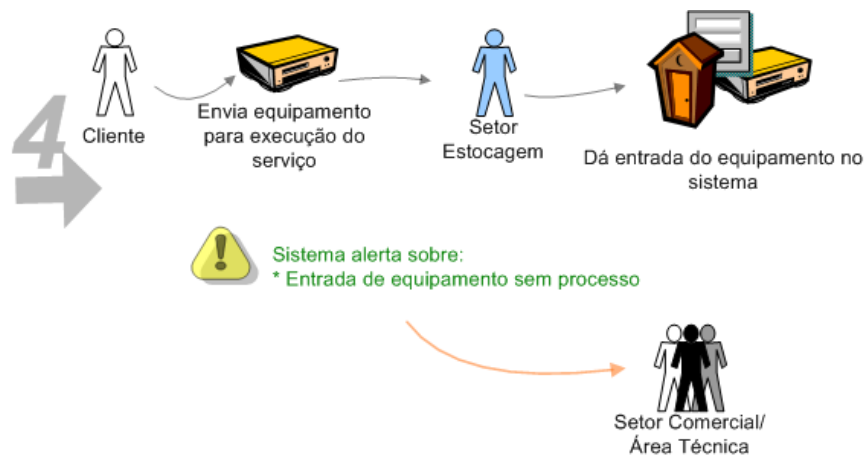 4
Cliente
Envia equipamento
para execução do
serviço
Setor
Estocagem
Dá entrada do equipamento no
sistema
Sistema alerta sobre:
* Entrada de equipamento sem processo
Setor Comercial/
Área Técnica